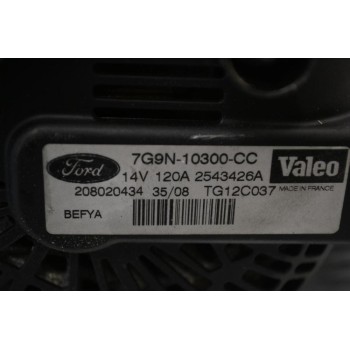 Ford 7G9N-10300-CC Valeo
14V 120A 2543426A
208020434 35/08 TG12C037 MADE IN FRANCE
BEFYA